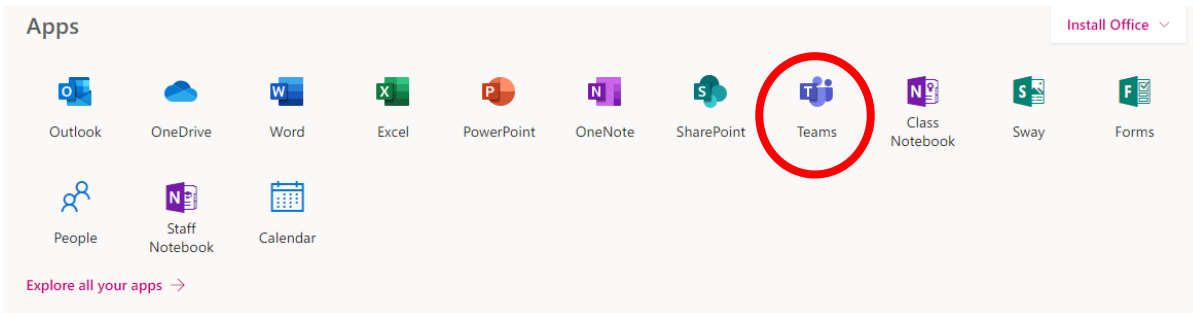 Apps
Install Office
Outlook
OneDrive
Word
Excel
PowerPoint
OneNote
SharePoint
Teams
Class
Notebook
Sway
Forms
People
Staff
Notebook
Calendar
Explore all your apps →